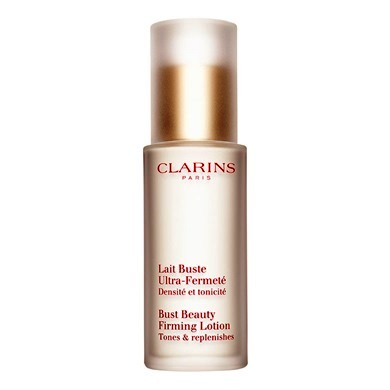 CLARINS
PARIS
Lait Buste
Ultra-Fermeté
Densité et tonicité
Bust Beauty
Firming Lotion
Tones & replenishes